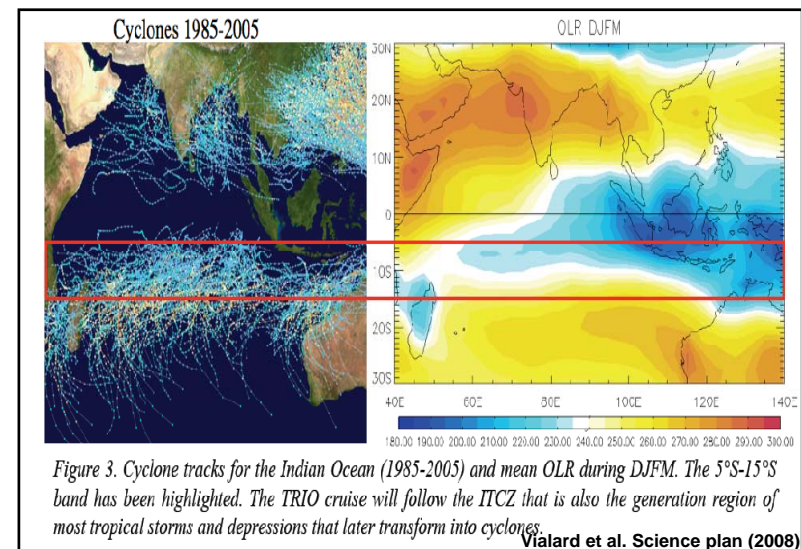 Cyclones 1985-2005
OLR DJFM
30N
20N
10N
0
10S
20S
30S
40E 60E 80E 100E 120E 140E
180.00 190.00 200.00 210.00 220.00 230.00 240.00 250.00 260.00 270.00 280.00 290.00 300.00
Figure 3. Cyclone tracks for the Indian Ocean (1985-2005) and mean OLR during DJFM. The 5°S-15°S
band has been highlighted. The TRIO cruise will follow the ITCZ that is also the generation region of
most tropical storms and depressions that later transform into cyclones.
Vialard et al. Science plan (2008)